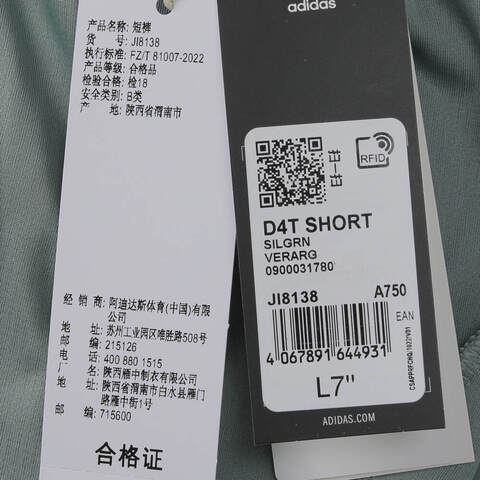 产品名称: 短裤
货 号: JI8138
执行标准: FZ/T 81007-2022
产品等级: 合格品
检验合格: 检18
安全类别: B类
产 地: 陕西省渭南市
经 销 商: 阿迪达斯体育(中国)有限
公司
地 址: 苏州工业园区唯胜路508号
邮 编: 215126
电 话: 400 880 1515
: 陕西雁中制衣有限公司
地 址: 陕西省渭南市白水县雁门
路雁中街1号
邮 编: 715600
合格证
adidas
RFID
D4T SHORT
SILGRN
VERARG
0900031780
JI8138 A750
EAN
4 067891 644931
L7"
ADIDAS.COM